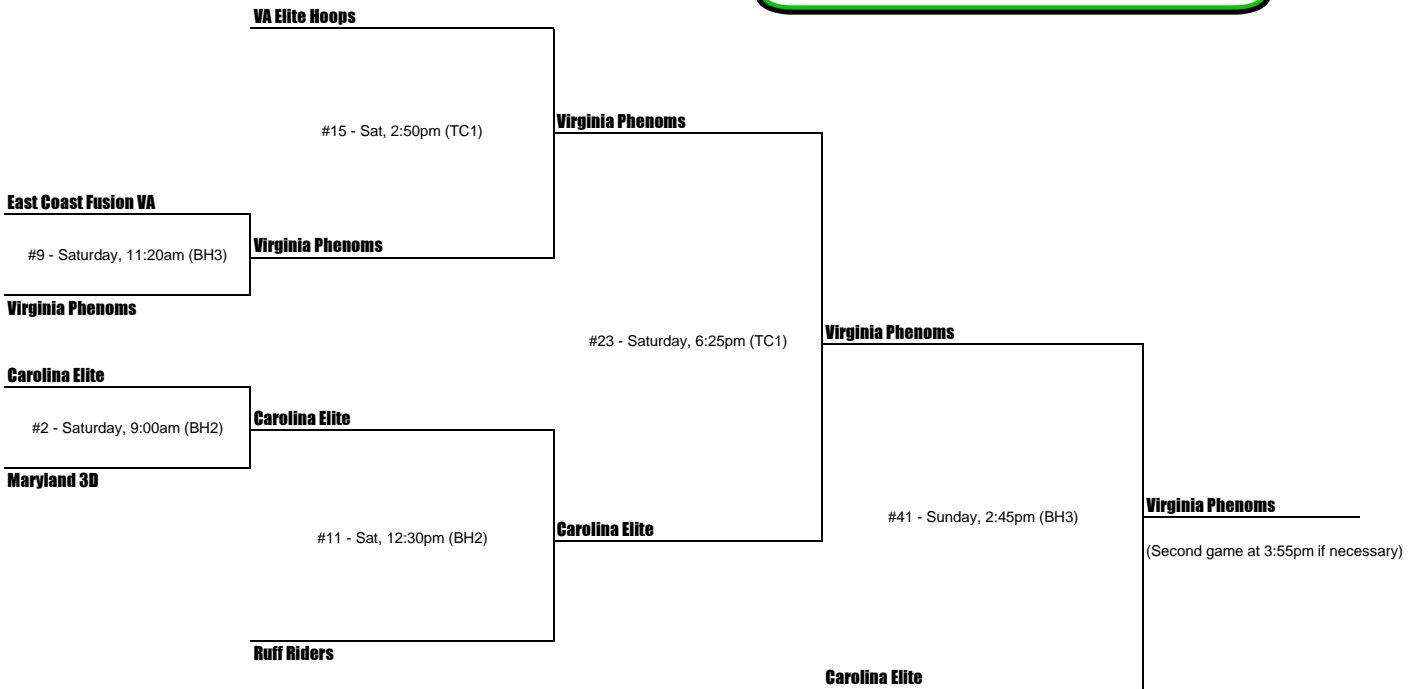 VA Elite Hoops
#15 - Sat, 2:50pm (TC1)
Virginia Phenoms
East Coast Fusion VA
#9 - Saturday, 11:20am (BH3)
Virginia Phenoms
Virginia Phenoms
#23 - Saturday, 6:25pm (TC1)
Virginia Phenoms
Carolina Elite
#2 - Saturday, 9:00am (BH2)
Carolina Elite
Maryland 3D
#11 - Sat, 12:30pm (BH2)
Carolina Elite
#41 - Sunday, 2:45pm (BH3)
Virginia Phenoms
(Second game at 3:55pm if necessary)
Ruff Riders
Carolina Elite